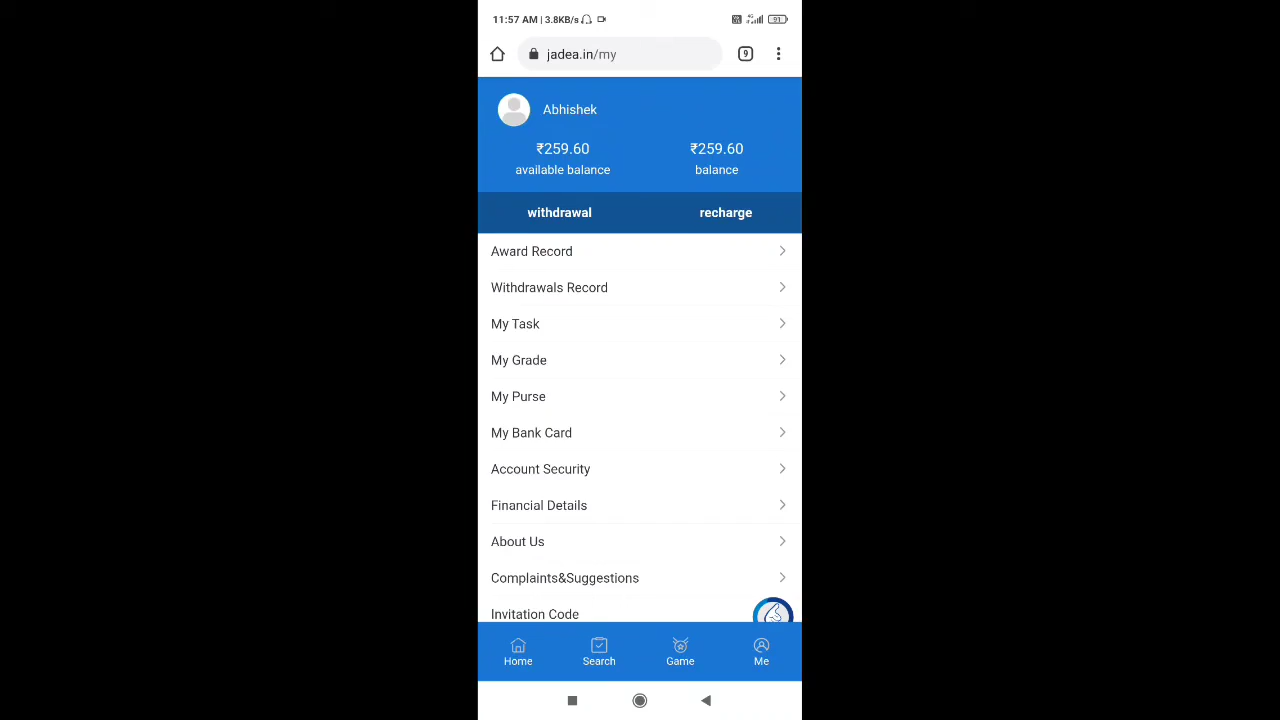 11:57 AM | 3.8KB/s
4G
91
jadea.in/my
9
Abhishek
₹259.60
₹259.60
available balance
balance
withdrawal
recharge
Award Record
Withdrawals Record
My Task
My Grade
My Purse
My Bank Card
Account Security
Financial Details
About Us
Complaints&Suggestions
Invitation Code
Home
Search
Game
Me